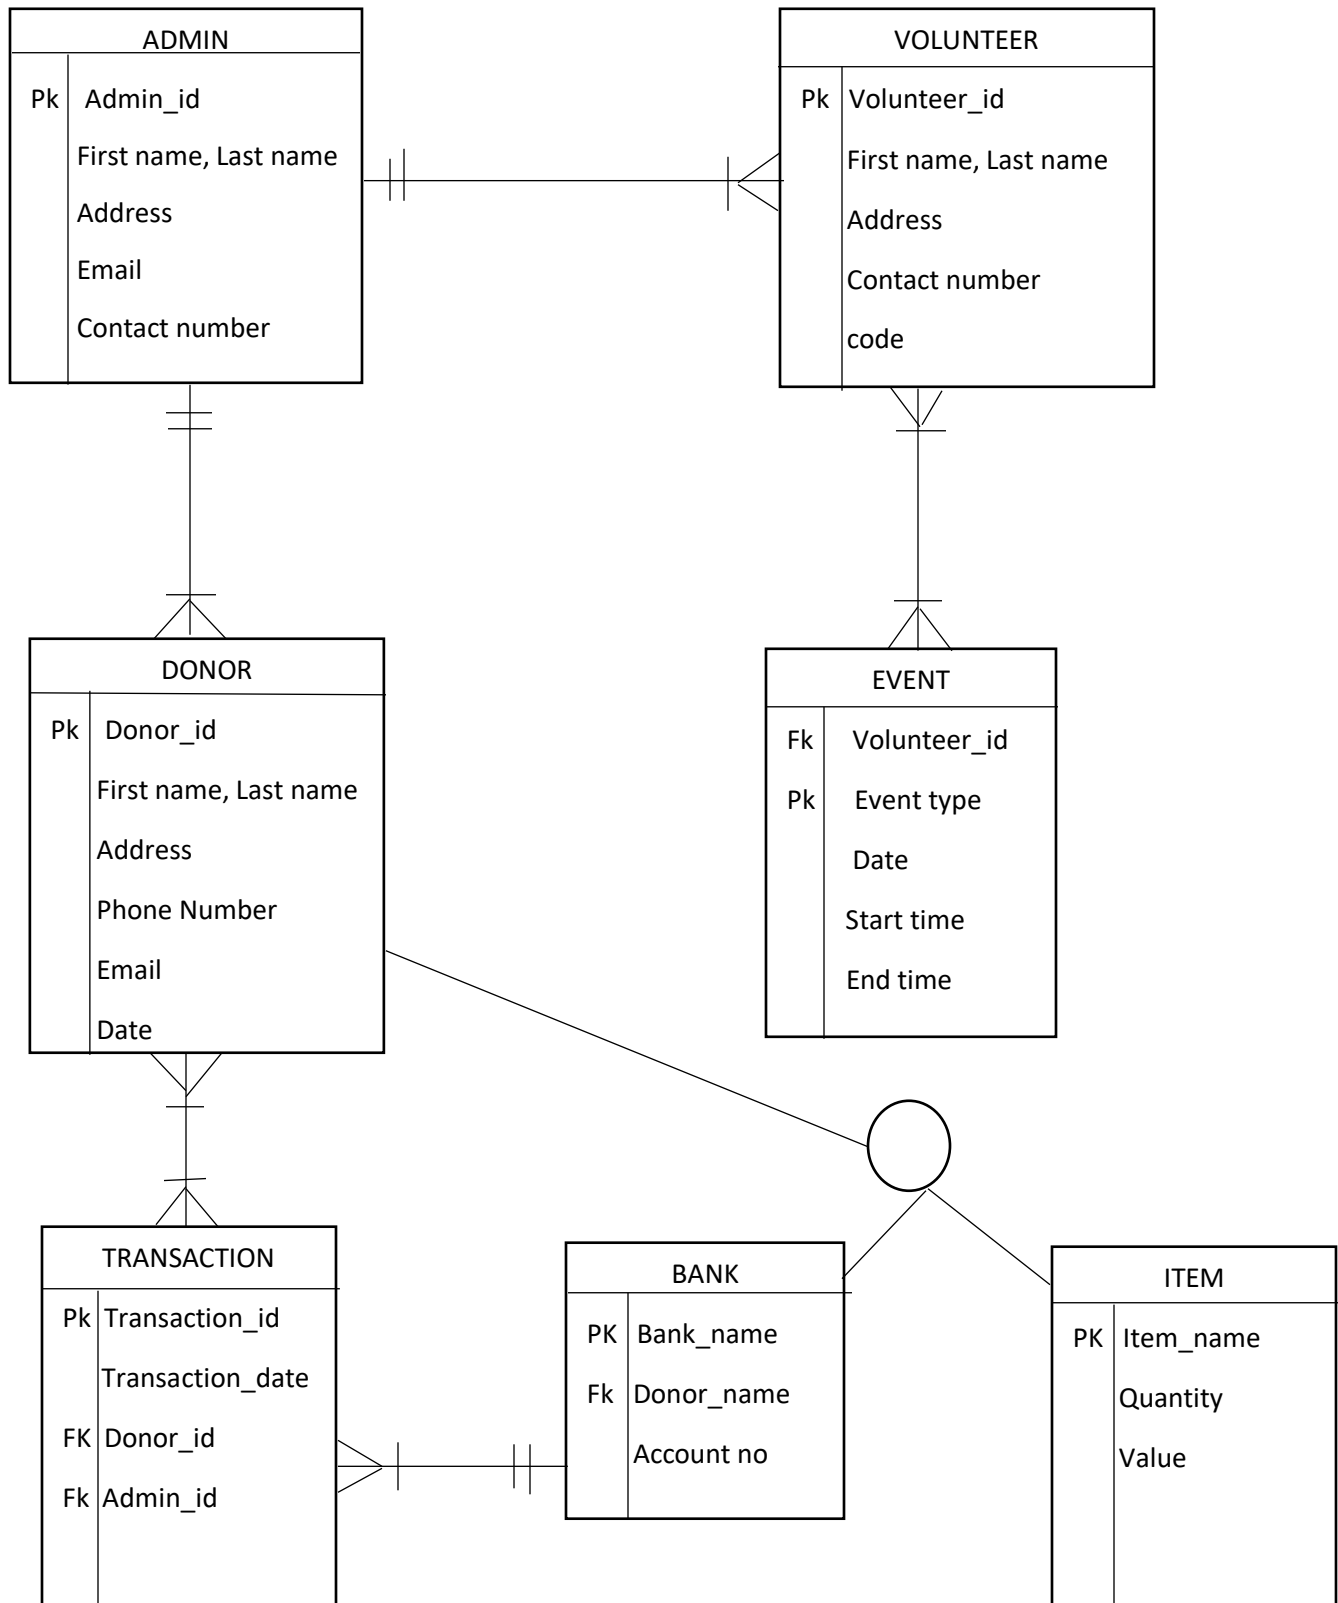 ADMIN
Pk Admin_id
First name, Last name
Address
Email
Contact number
VOLUNTEER
Pk Volunteer_id
First name, Last name
Address
Contact number
code
DONOR
Pk Donor_id
First name, Last name
Address
Phone Number
Email
Date
EVENT
Fk Volunteer_id
Pk Event type
Date
Start time
End time
TRANSACTION
Pk Transaction_id
Transaction_date
FK Donor_id
Fk Admin_id
BANK
PK Bank_name
Fk Donor_name
Account no
ITEM
PK Item_name
Quantity
Value